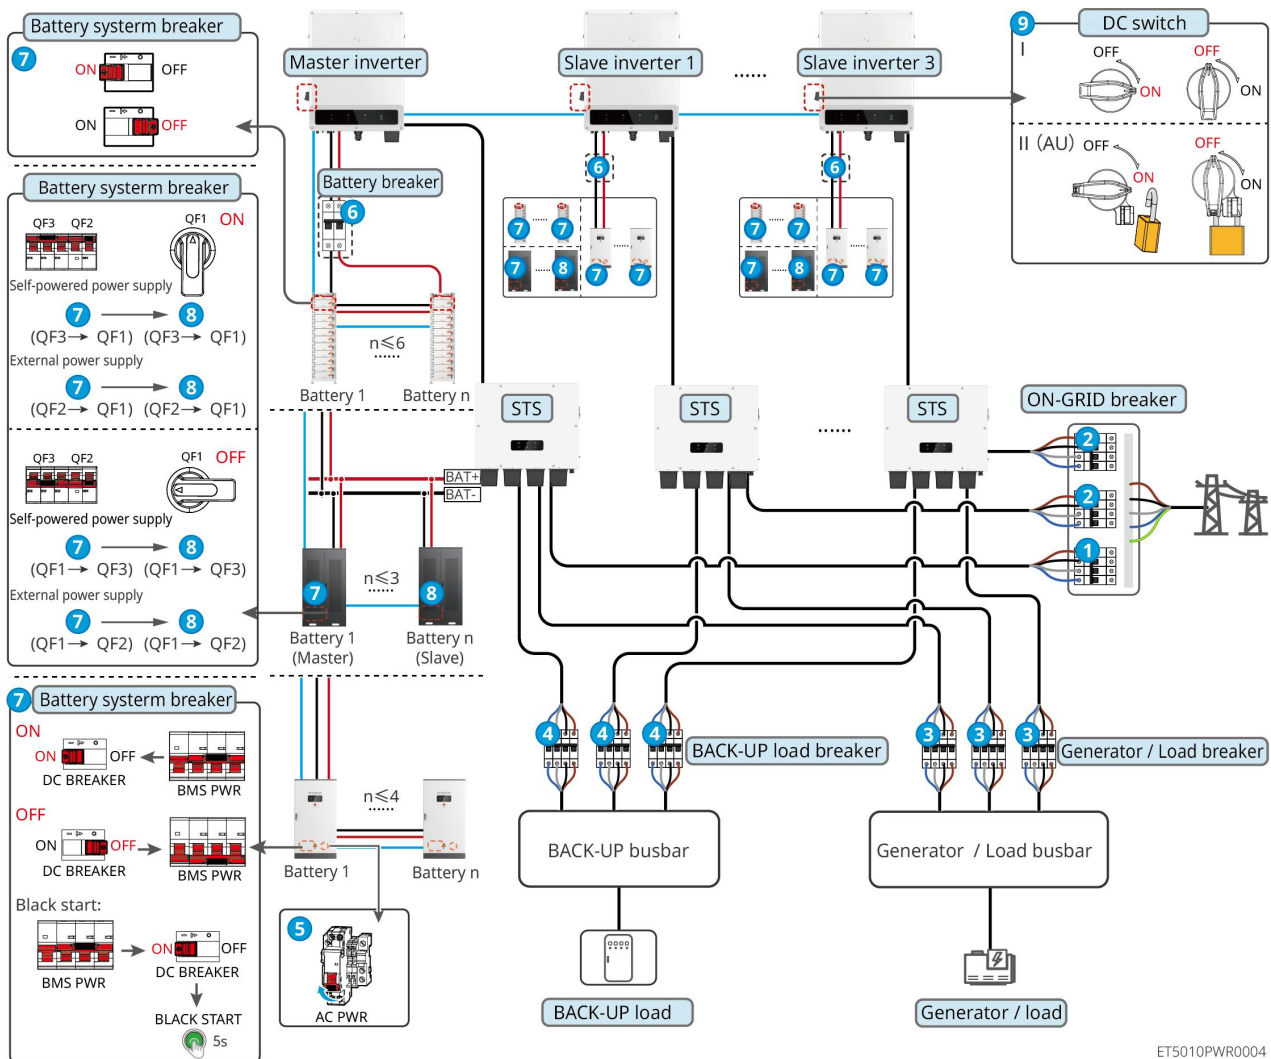 Battery systerm breaker
7
ON
OFF
ON
OFF
Battery systerm breaker
QF3
QF2
QF1
ON
Self-powered power supply
7
8
(QF3→ QF1)
(QF3→ QF1)
External power supply
7
8
(QF2→ QF1)
(QF2→ QF1)
QF3
QF2
QF1
OFF
Self-powered power supply
7
8
(QF1→ QF3)
(QF1→ QF3)
External power supply
7
8
(QF1→ QF2)
(QF1→ QF2)
7
Battery systerm breaker
ON
ON
OFF
DC BREAKER
BMS PWR
OFF
ON
OFF
DC BREAKER
BMS PWR
Black start:
ON
OFF
BMS PWR
DC BREAKER
BLACK START
5s
Master inverter
Slave inverter 1
......
Slave inverter 3
Battery breaker
6
6
6
7
7
7
8
7
7
7
7
7
8
7
7
n≤6
......
Battery 1
Battery n
BAT+
BAT-
7
n≤3
......
8
Battery 1
(Master)
Battery n
(Slave)
n≤4
......
Battery 1
Battery n
5
AC PWR
STS
STS
......
STS
9
DC switch
I
OFF
ON
OFF
ON
II (AU)
OFF
ON
OFF
ON
ON-GRID breaker
2
2
1
4
4
4
BACK-UP load breaker
3
3
3
Generator / Load breaker
BACK-UP busbar
Generator / Load busbar
BACK-UP load
Generator / load
ET5010PWR0004